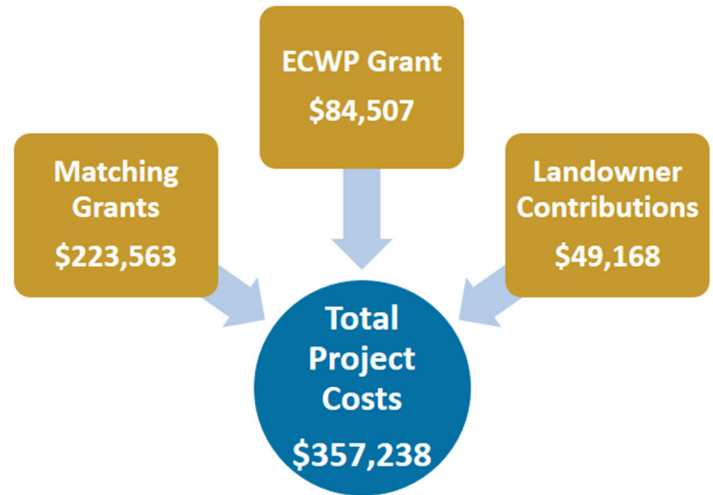 ECWP Grant
$84,507
Matching
Grants
$223,563
Landowner
Contributions
$49,168
Total
Project
Costs
$357,238